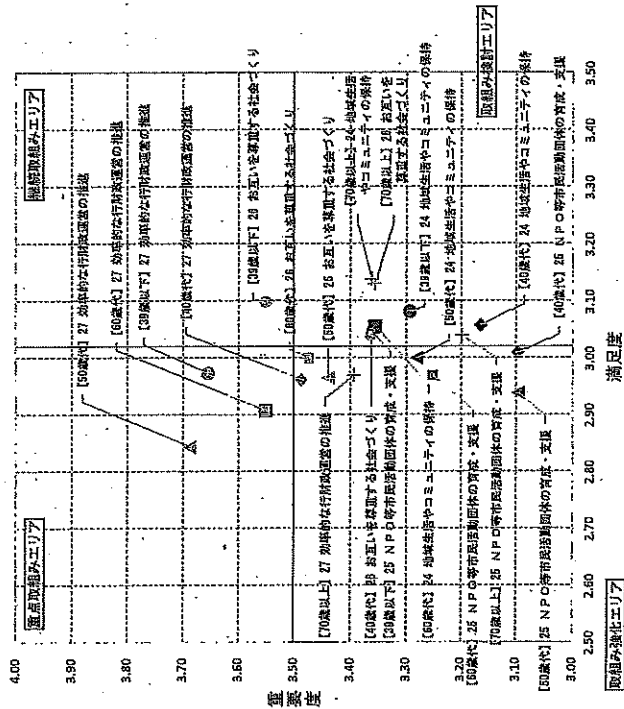 重点取組みエリア
継続取組みエリア
重要度
4.00
3.90
3.80
3.70
3.60
3.50
3.40
3.30
3.20
3.10
3.00
[50歳代] 27 効率的な行財政運営の推進
[60歳代] 27 効率的な行財政運営の推進
[39歳以下] 27 効率的な行財政運営の推進
[40歳代] 27 効率的な行財政運営の推進
[39歳以下] 26 お互いを尊重する社会づくり
[60歳代] 26 お互いを尊重する社会づくり
[50歳代] 26 お互いを尊重する社会づくり
[70歳以上] 24 地域生活
やコミュニティの保持
[70歳以上] 26 お互いを
尊重する社会づくり
[39歳以下] 24 地域生活やコミュニティの保持
[50歳代] 24 地域生活やコミュニティの保持
[40歳代] 24 地域生活やコミュニティの保持
[40歳代] 25 NPO等市民活動団体の育成・支援
[70歳以上] 27 効率的な行財政運営の推進
[40歳代] 26 お互いを尊重する社会づくり
[39歳以下] 25 NPO等市民活動団体の育成・支援
[60歳代] 24 地域生活やコミュニティの保持
[60歳代] 25 NPO等市民活動団体の育成・支援
[70歳以上] 25 NPO等市民活動団体の育成・支援
[50歳代] 25 NPO等市民活動団体の育成・支援
取組み検討エリア
2.50
2.60
2.70
2.80
2.90
3.00
3.10
3.20
3.30
3.40
3.50
満足度
取組み強化エリア